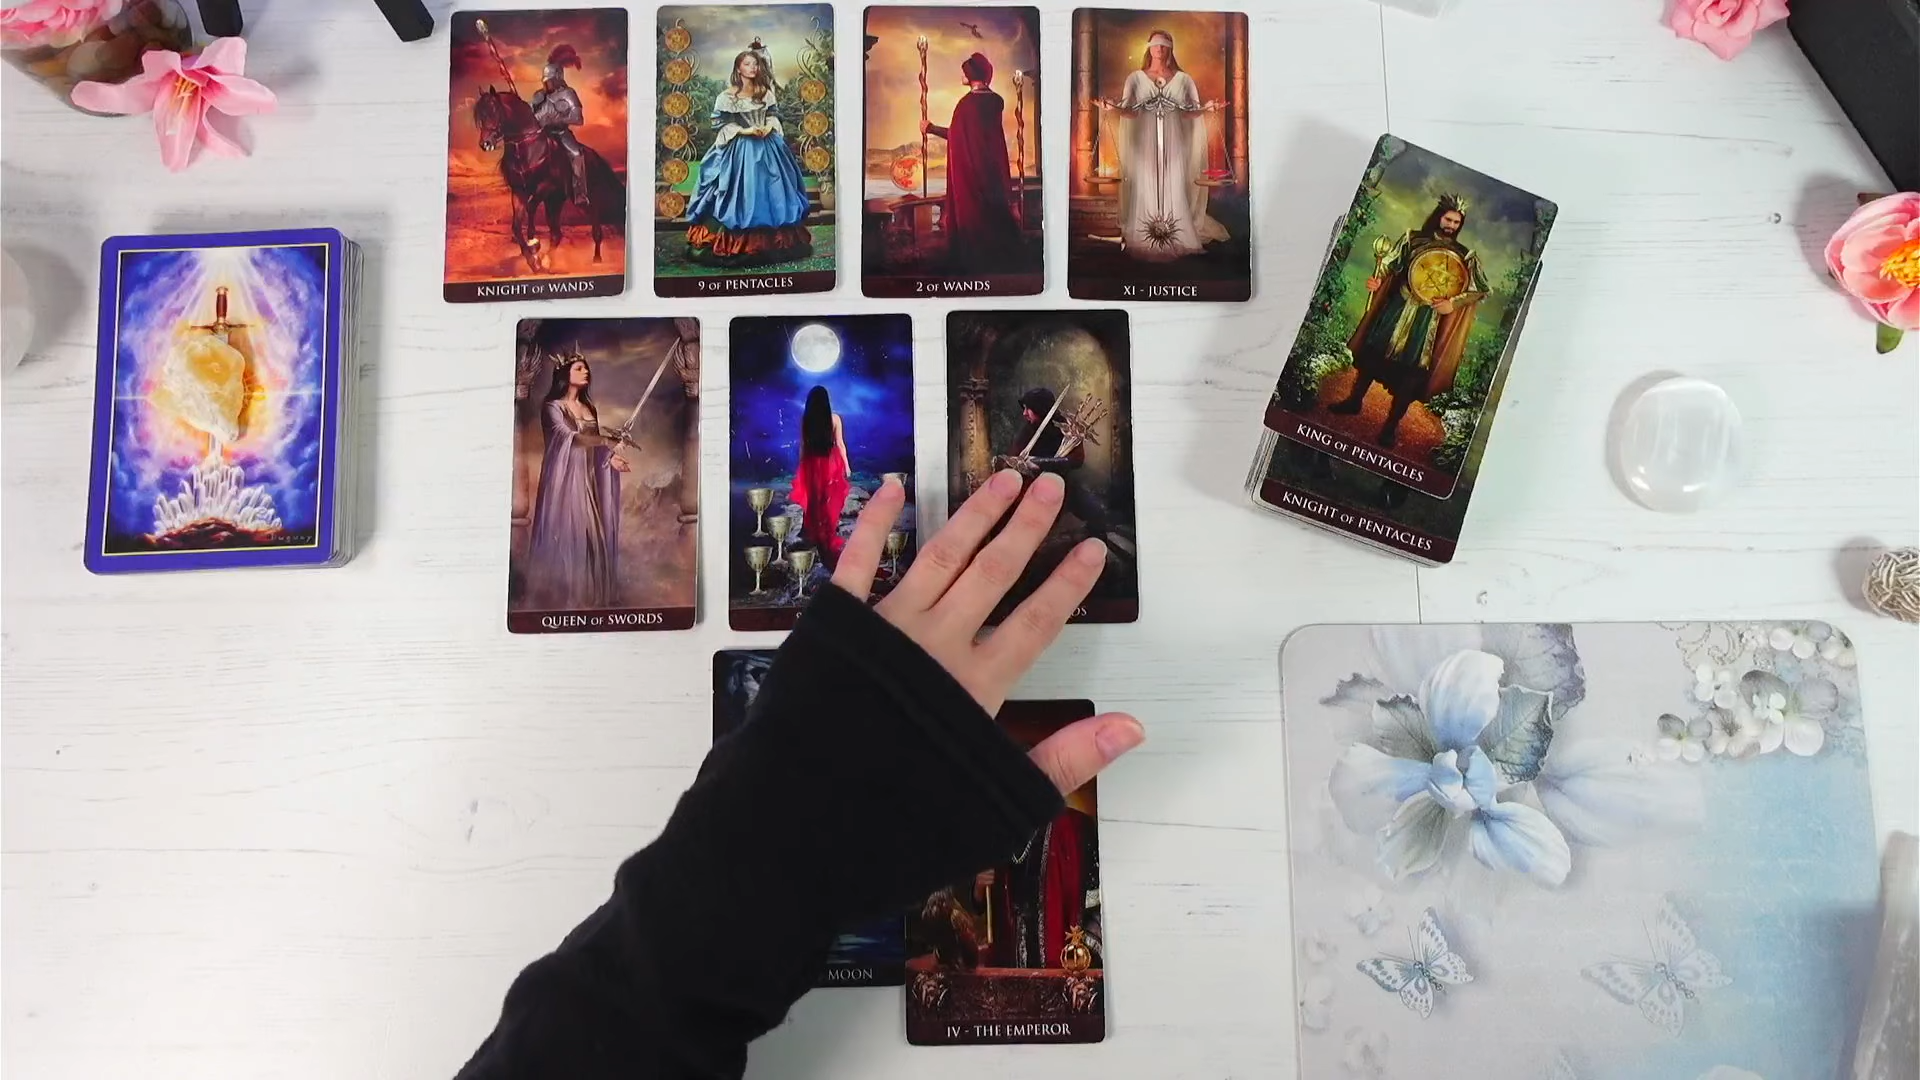 KNIGHT OF WANDS
9 OF PENTACLES
2 OF WANDS
XI - JUSTICE
KING OF PENTACLES
KNIGHT OF PENTACLES
QUEEN OF SWORDS
MOON
IV - THE EMPEROR